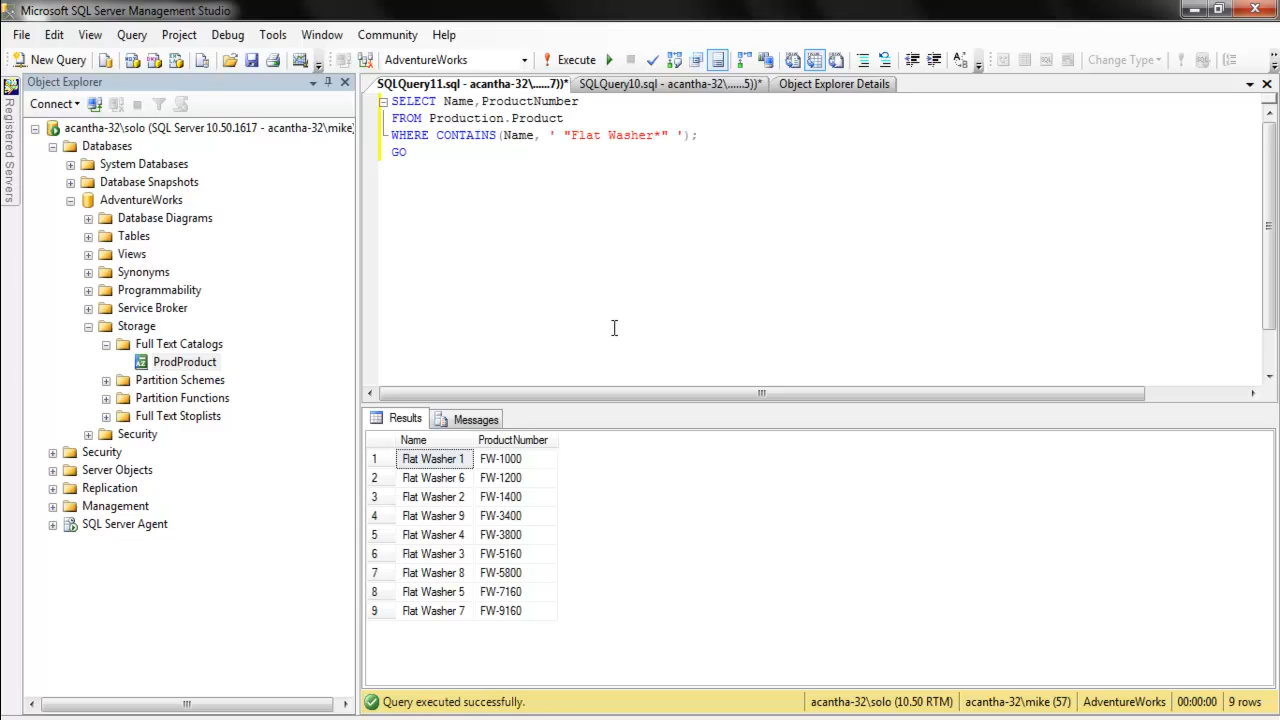 Microsoft SQL Server Management Studio
File Edit View Query Project Debug Tools Window Community Help
New Query AdventureWorks Execute Change Type
Object Explorer
SQLQuery11.sql - acantha-32\......7))* SQLQuery10.sql - acantha-32\......5))* Object Explorer Details
Connect
Registered Servers
acantha-32\solo (SQL Server 10.50.1617 - acantha-32\mike)
Databases
System Databases
Database Snapshots
AdventureWorks
Database Diagrams
Tables
Views
Synonyms
Programmability
Service Broker
Storage
Full Text Catalogs
ProdProduct
Partition Schemes
Partition Functions
Full Text Stoplists
Security
Security
Server Objects
Replication
Management
SQL Server Agent
SELECT Name,ProductNumber
FROM Production.Product
WHERE CONTAINS(Name, ' "Flat Washer*" ');
GO
Results Messages
Name ProductNumber
1 Flat Washer 1 FW-1000
2 Flat Washer 6 FW-1200
3 Flat Washer 2 FW-1400
4 Flat Washer 9 FW-3400
5 Flat Washer 4 FW-3800
6 Flat Washer 3 FW-5160
7 Flat Washer 8 FW-5800
8 Flat Washer 5 FW-7160
9 Flat Washer 7 FW-9160
Query executed successfully. acantha-32\solo (10.50 RTM) acantha-32\mike (57) AdventureWorks 00:00:00 9 rows